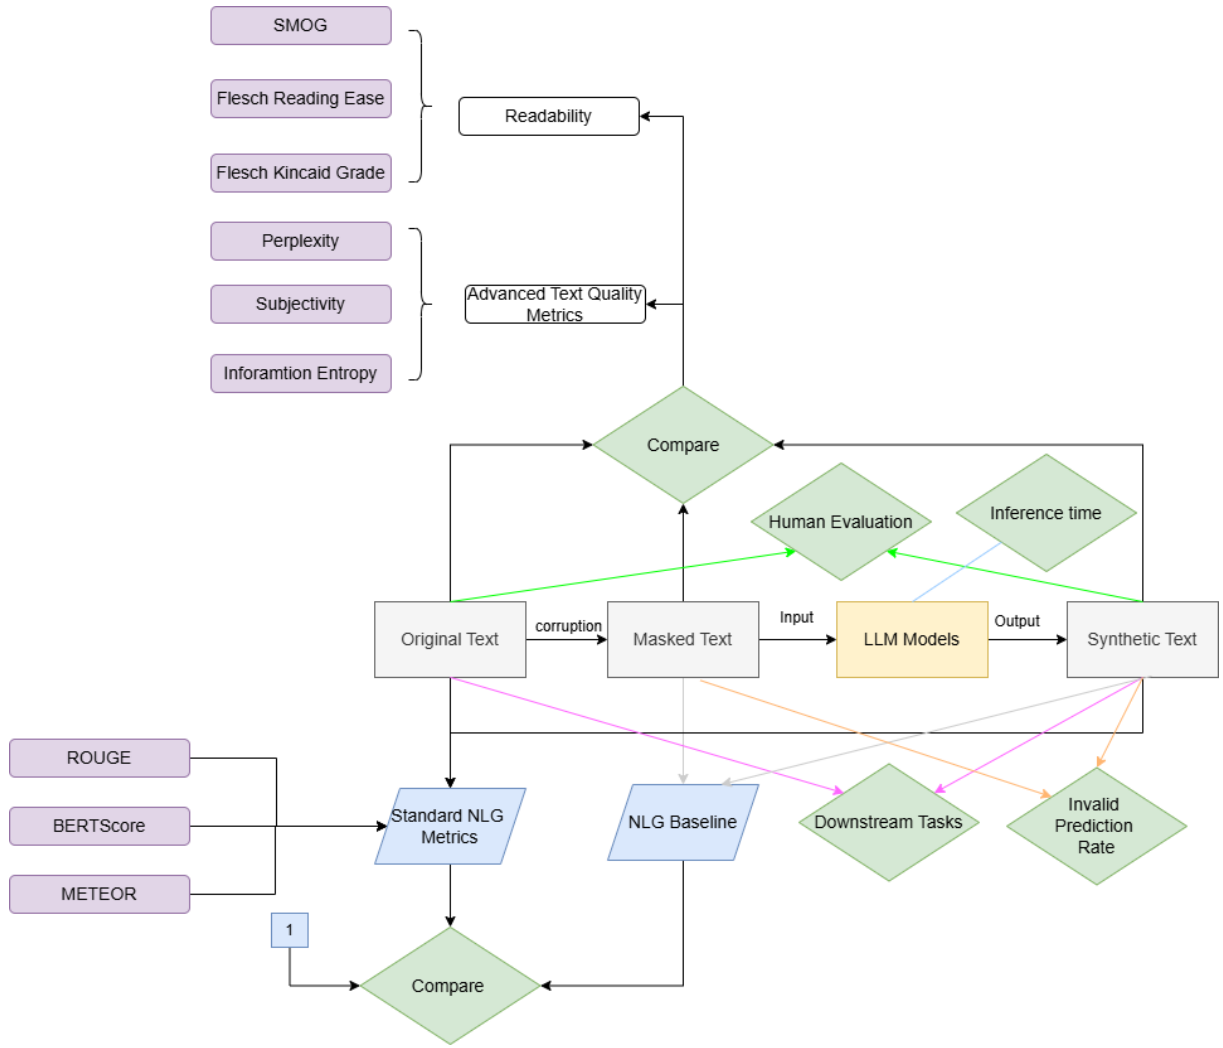 SMOG
Flesch Reading Ease
Readability
Flesch Kincaid Grade
Perplexity
Subjectivity
Advanced Text Quality
Metrics
Inforamtion Entropy
Compare
Human Evaluation
Inference time
Original Text
corruption
Masked Text
Input
LLM Models
Output
Synthetic Text
ROUGE
BERTScore
METEOR
Standard NLG
Metrics
NLG Baseline
Downstream Tasks
Invalid
Prediction
Rate
1
Compare